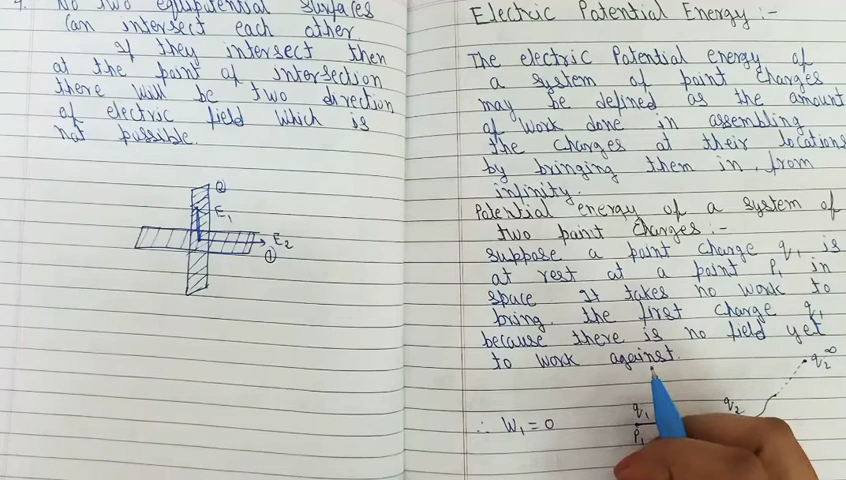 No two equipotential surfaces
can intersect each other.
If they intersect then
at the point of intersection
there will be two direction
of electric field which is
not possible.
②
E₁
E₂
①
Electric Potential Energy :-
The electric Potential energy of
a system of point charges
may be defined as the amount
of work done in assembling
the charges at their locations
by bringing them in, from
infinity.
Potential energy of a system of
two point charges :-
suppose a point charge q₁ is
at rest at a point P₁ in
space It takes no work to
bring the first charge q₁
because there is no field yet
to work against.
q₂ ∞
q₁ q₂
∴ W₁ = 0 P₁